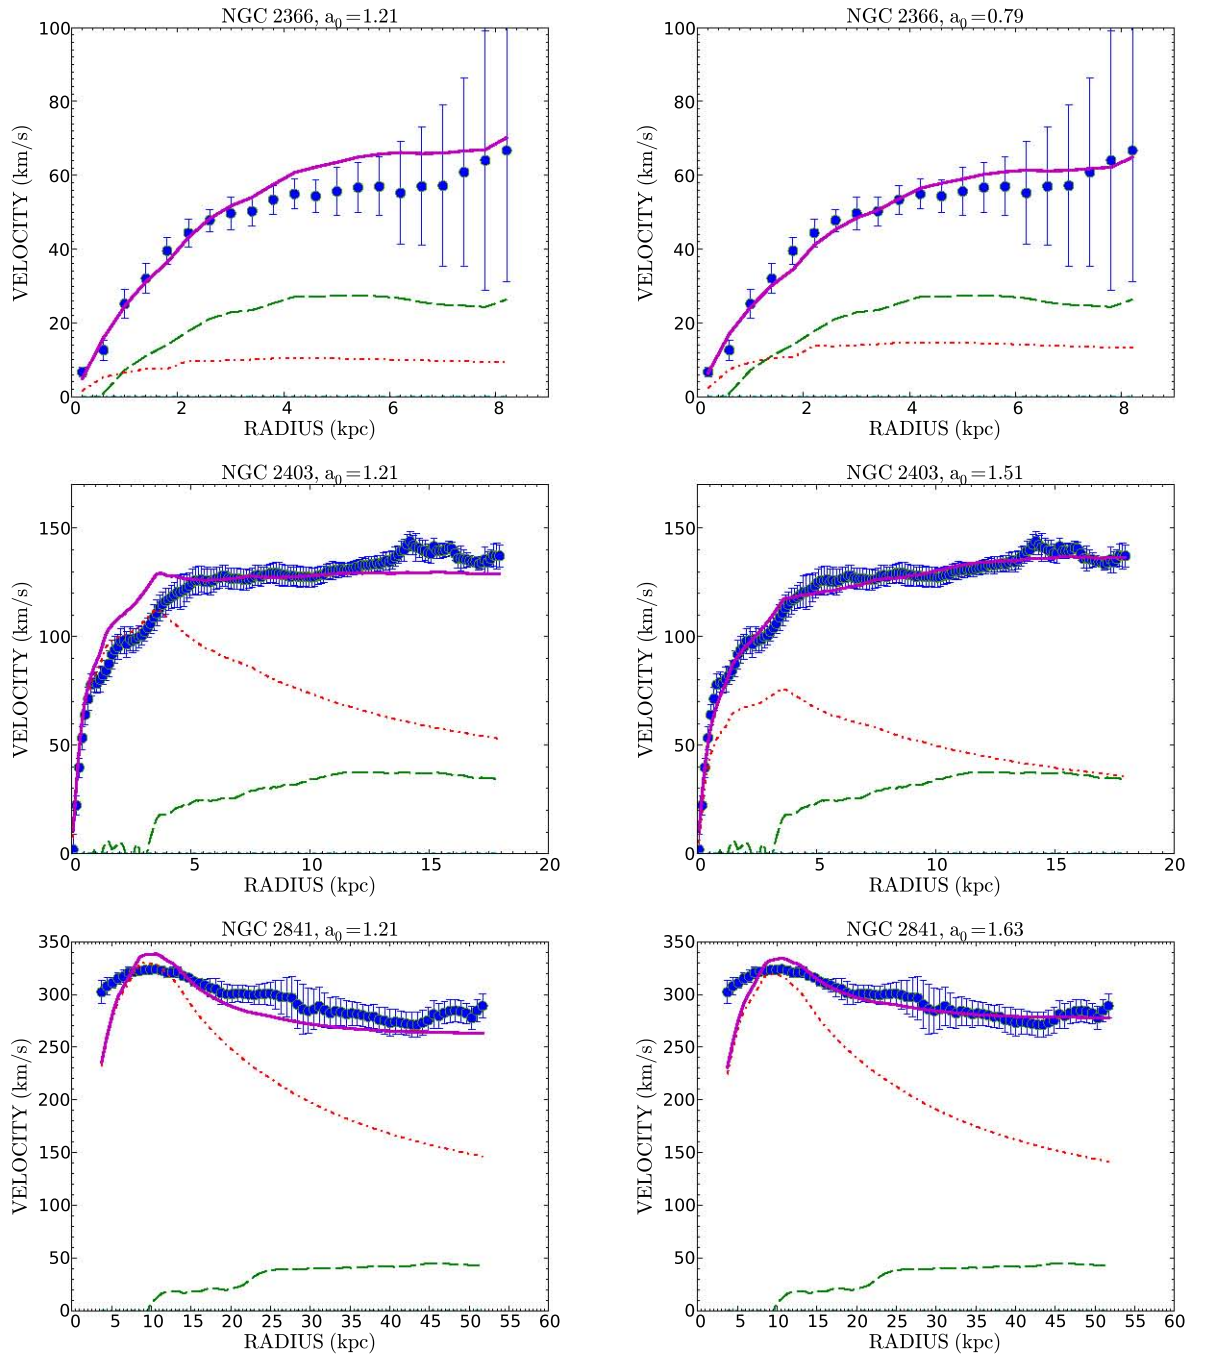 NGC 2366, a0=1.21
100
80
60
40
20
0
VELOCITY (km/s)
0 2 4 6 8
RADIUS (kpc)
NGC 2366, a0=0.79
100
80
60
40
20
0
VELOCITY (km/s)
0 2 4 6 8
RADIUS (kpc)
NGC 2403, a0=1.21
150
100
50
0
VELOCITY (km/s)
0 5 10 15 20
RADIUS (kpc)
NGC 2403, a0=1.51
150
100
50
0
VELOCITY (km/s)
0 5 10 15 20
RADIUS (kpc)
NGC 2841, a0=1.21
350
300
250
200
150
100
50
0
VELOCITY (km/s)
0 5 10 15 20 25 30 35 40 45 50 55 60
RADIUS (kpc)
NGC 2841, a0=1.63
350
300
250
200
150
100
50
0
VELOCITY (km/s)
0 5 10 15 20 25 30 35 40 45 50 55 60
RADIUS (kpc)